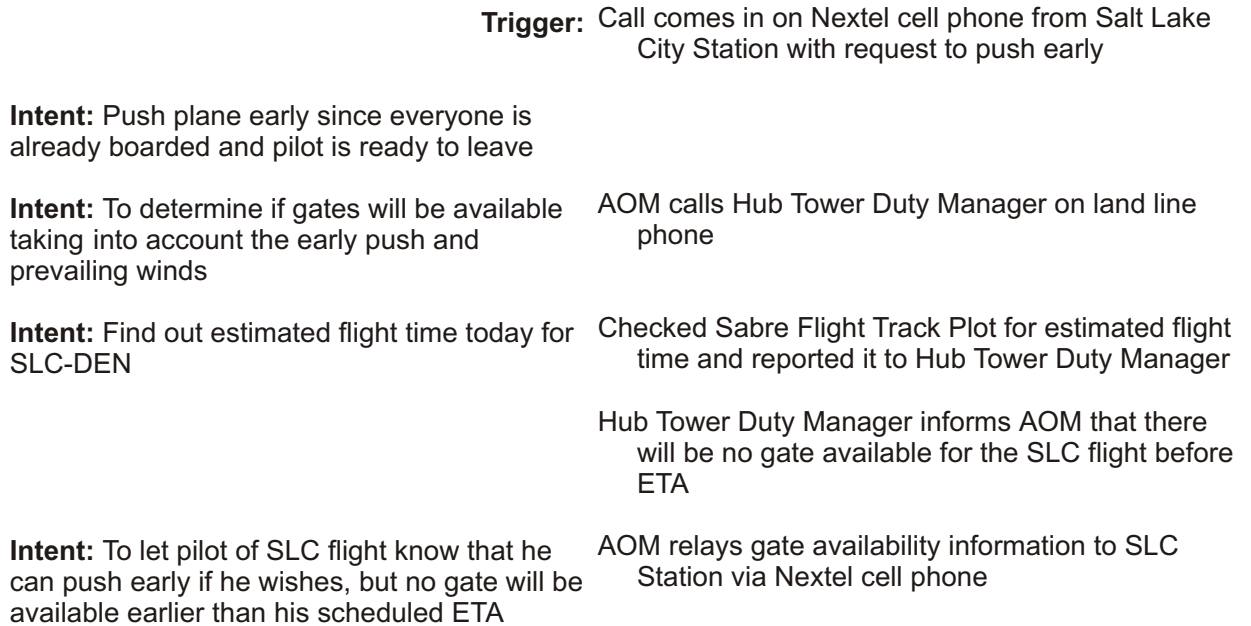 Trigger: Call comes in on Nextel cell phone from Salt Lake
City Station with request to push early
Intent: Push plane early since everyone is
already boarded and pilot is ready to leave
Intent: To determine if gates will be available
taking into account the early push and
prevailing winds
AOM calls Hub Tower Duty Manager on land line
phone
Intent: Find out estimated flight time today for
SLC-DEN
Checked Sabre Flight Track Plot for estimated flight
time and reported it to Hub Tower Duty Manager
Hub Tower Duty Manager informs AOM that there
will be no gate available for the SLC flight before
ETA
Intent: To let pilot of SLC flight know that he
can push early if he wishes, but no gate will be
available earlier than his scheduled ETA
AOM relays gate availability information to SLC
Station via Nextel cell phone